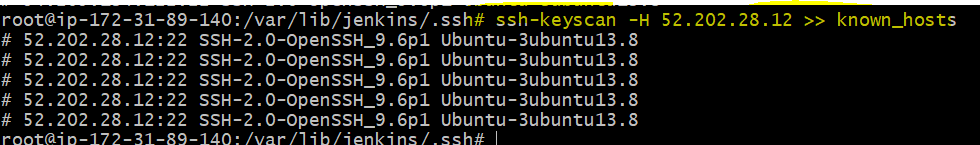 root@ip-172-31-89-140:/var/lib/jenkins/.ssh# ssh-keyscan -H 52.202.28.12 >> known_hosts
# 52.202.28.12:22 SSH-2.0-OpenSSH_9.6p1 Ubuntu-3ubuntu13.8
# 52.202.28.12:22 SSH-2.0-OpenSSH_9.6p1 Ubuntu-3ubuntu13.8
# 52.202.28.12:22 SSH-2.0-OpenSSH_9.6p1 Ubuntu-3ubuntu13.8
# 52.202.28.12:22 SSH-2.0-OpenSSH_9.6p1 Ubuntu-3ubuntu13.8
# 52.202.28.12:22 SSH-2.0-OpenSSH_9.6p1 Ubuntu-3ubuntu13.8
root@ip-172-31-89-140:/var/lib/jenkins/.ssh#